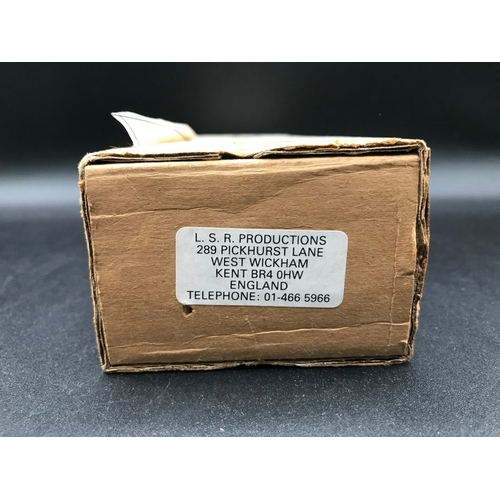 L. S. R. PRODUCTIONS
289 PICKHURST LANE
WEST WICKHAM
KENT BR4 0HW
ENGLAND
TELEPHONE: 01-466 5966